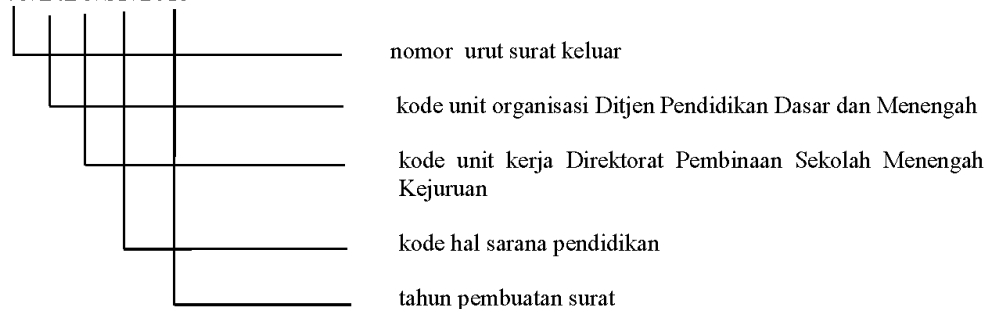 nomor urut surat keluar
kode unit organisasi Ditjen Pendidikan Dasar dan Menengah
kode unit kerja Direktorat Pembinaan Sekolah Menengah
Kejuruan
kode hal sarana pendidikan
tahun pembuatan surat